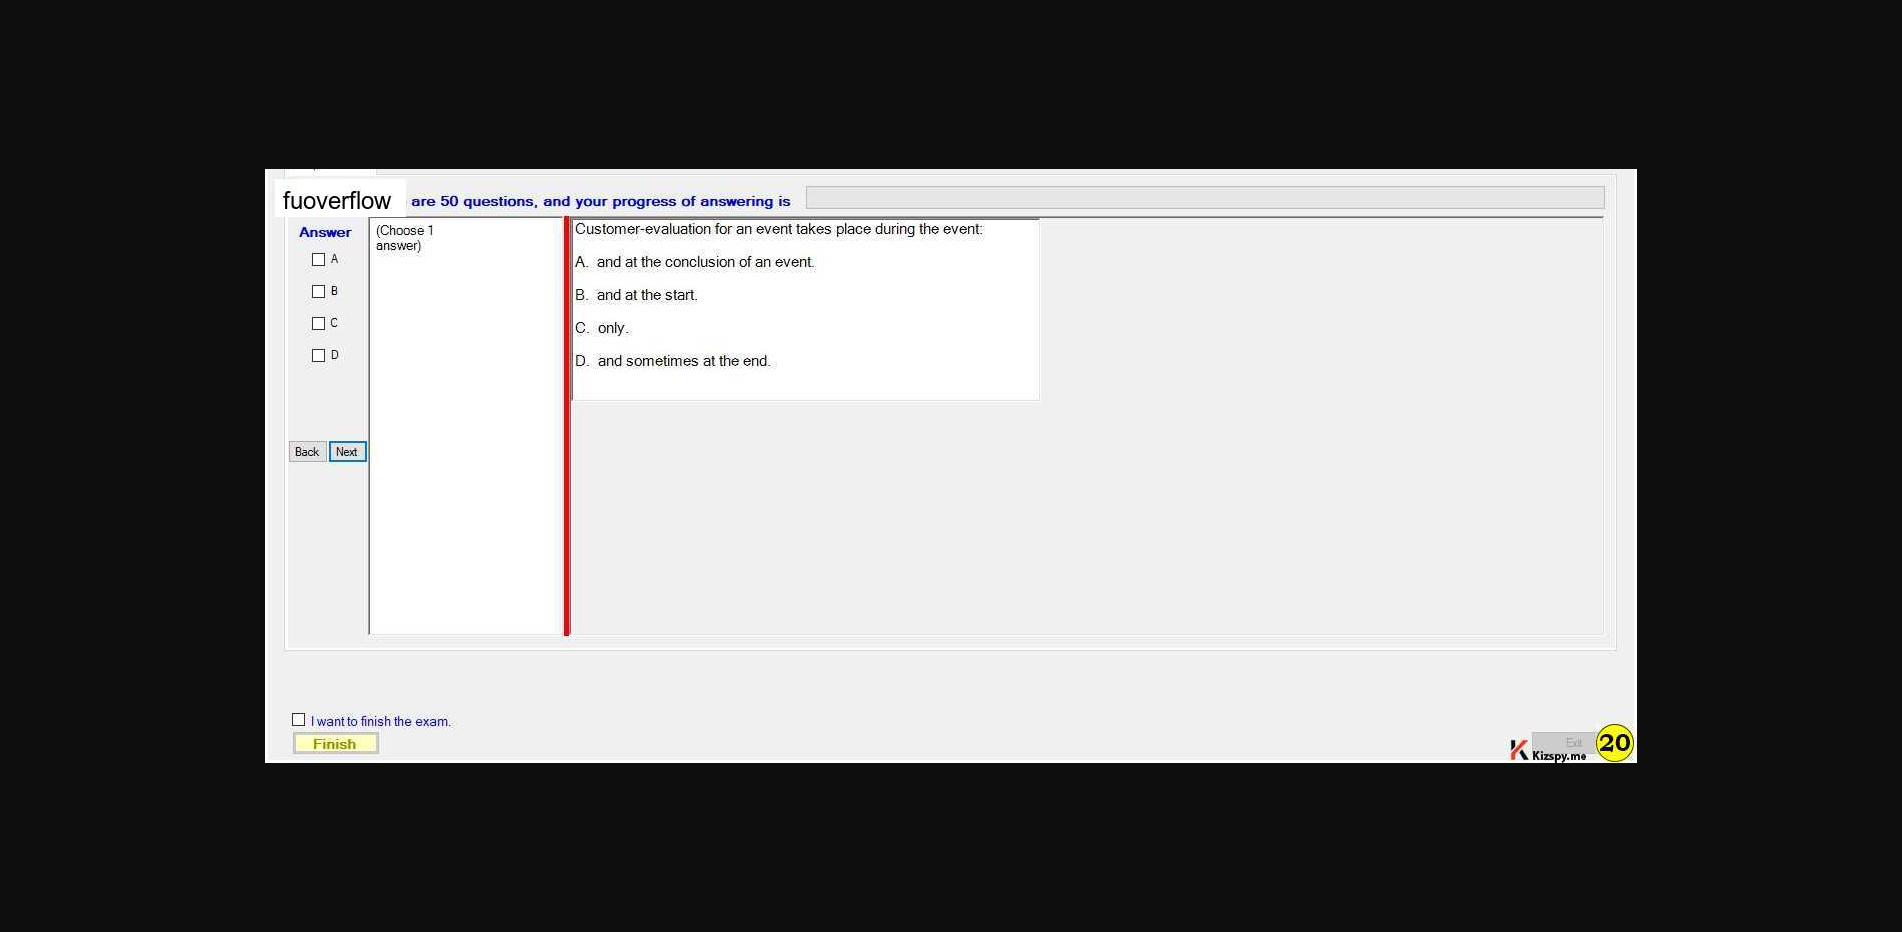 fuoverflow are 50 questions, and your progress of answering is
Answer
A
B
C
D
Back Next
(Choose 1
answer)
Customer-evaluation for an event takes place during the event:
A. and at the conclusion of an event.
B. and at the start.
C. only.
D. and sometimes at the end.
I want to finish the exam.
Finish
Exit
Kizspy.me
20